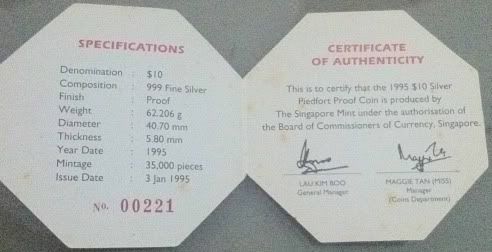 SPECIFICATIONS
Denomination : $10
Composition : 999 Fine Silver
Finish : Proof
Weight : 62.206 g
Diameter : 40.70 mm
Thickness : 5.80 mm
Year Date : 1995
Mintage : 35,000 pieces
Issue Date : 3 Jan 1995
No. 00221
CERTIFICATE
OF AUTHENTICITY
This is to certify that the 1995 $10 Silver
Piedfort Proof Coin is produced by
The Singapore Mint under the authorisation of
the Board of Commissioners of Currency, Singapore.
LAU KIM BOO
General Manager
MAGGIE TAN (MISS)
Manager
(Coins Department)